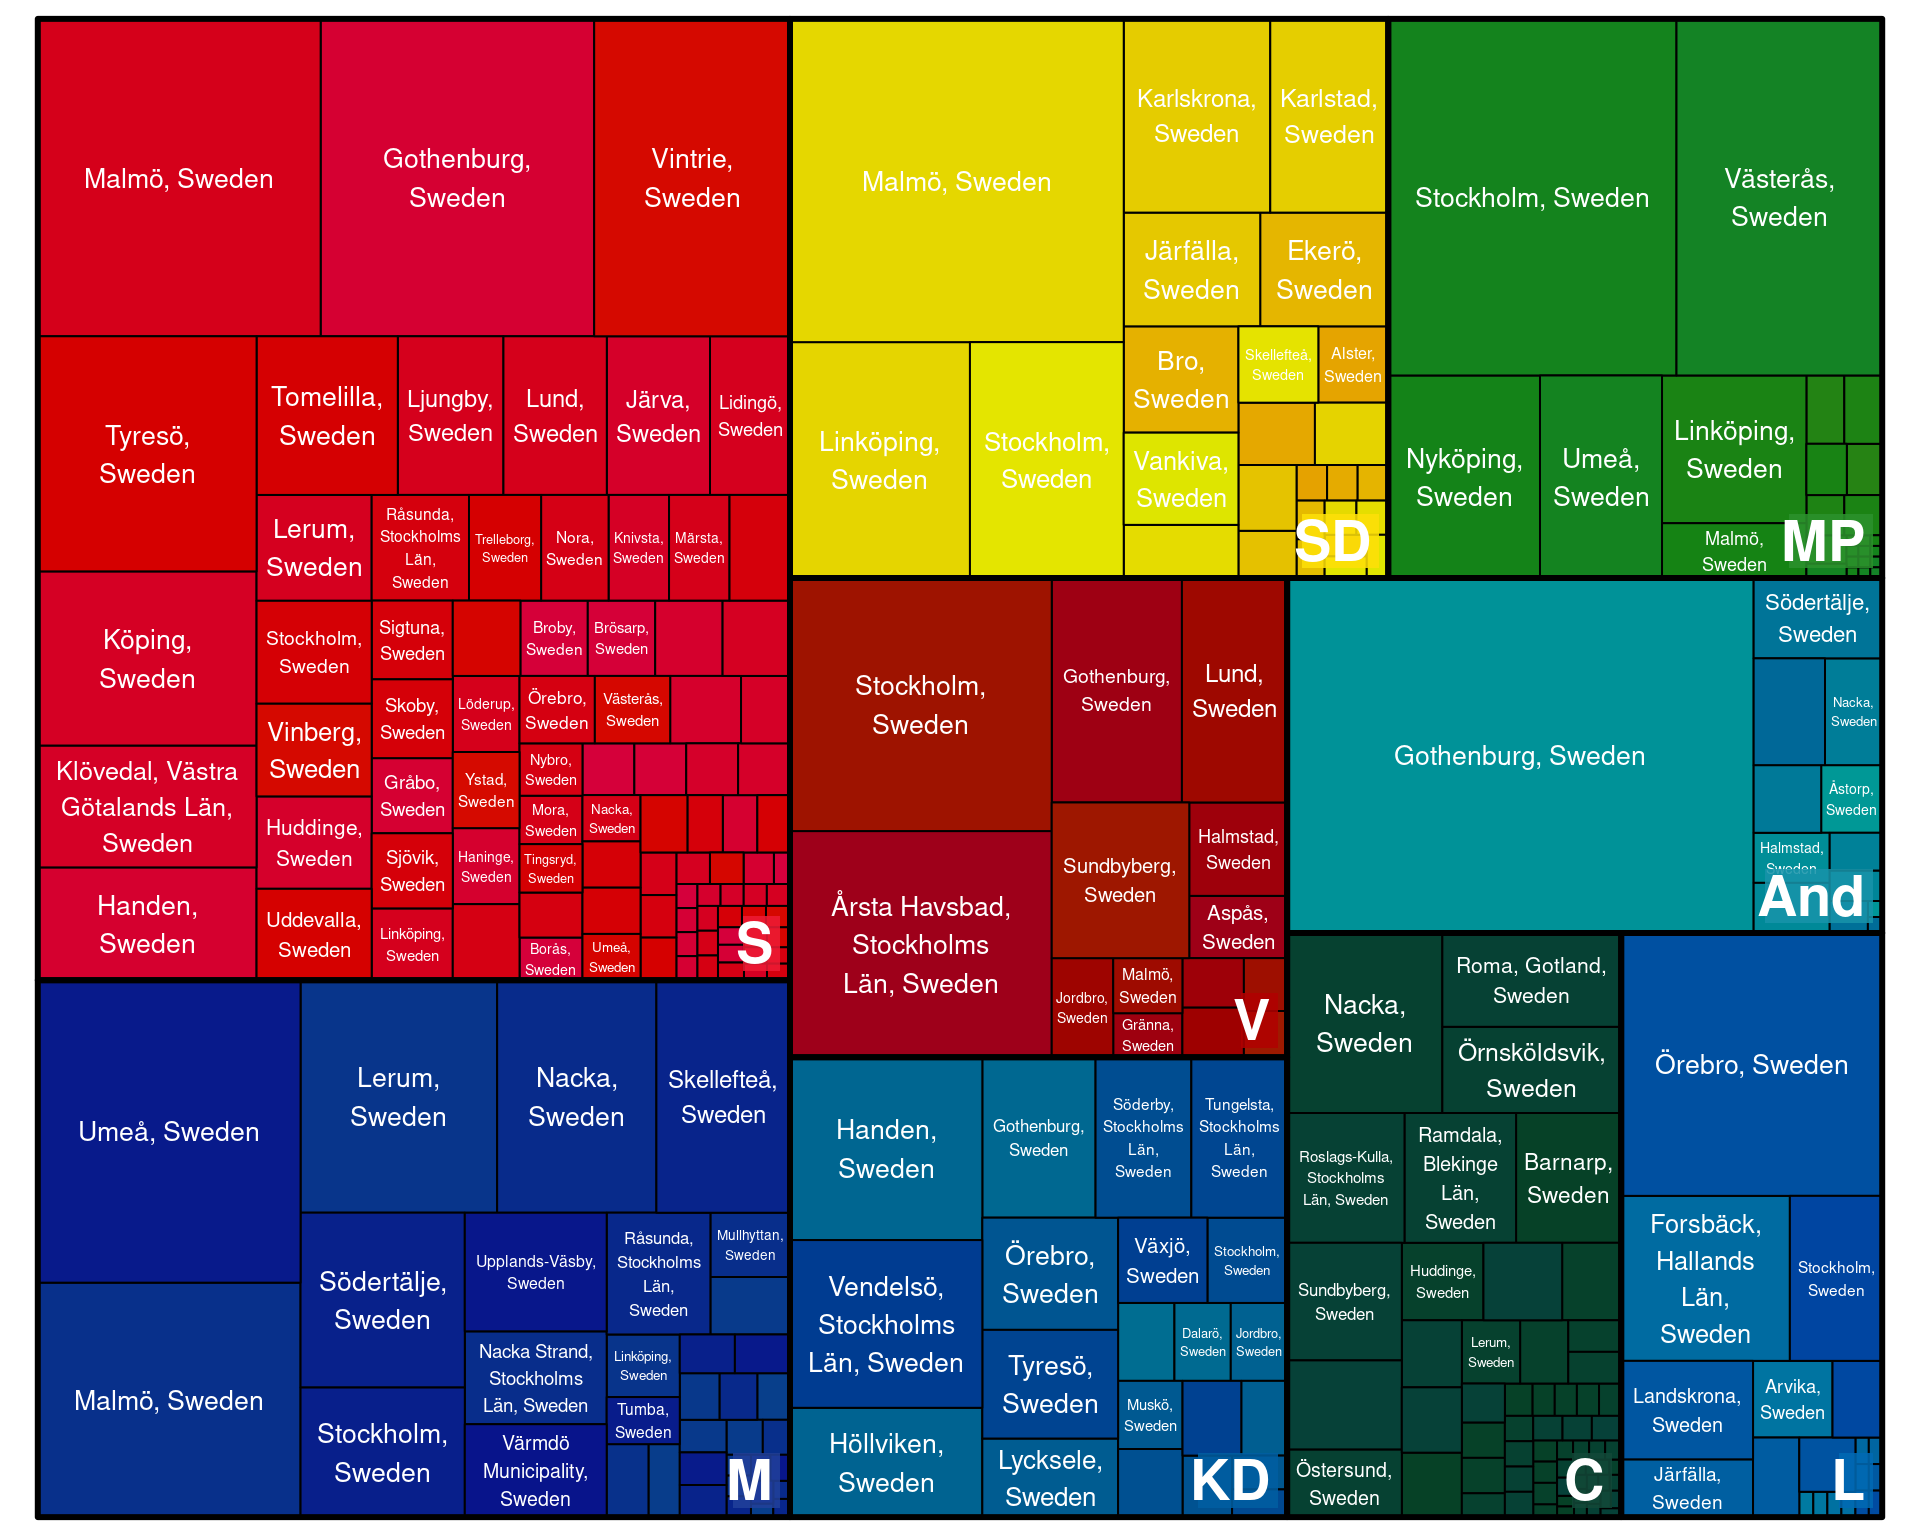 Malmö, Sweden
Gothenburg,
Sweden
Vintrie,
Sweden
Tyresö,
Sweden
Tomelilla,
Sweden
Ljungby,
Sweden
Lund,
Sweden
Järva,
Sweden
Lidingö,
Sweden
Lerum,
Sweden
Råsunda,
Stockholms
Län,
Sweden
Trelleborg,
Sweden
Nora,
Sweden
Knivsta,
Sweden
Märsta,
Sweden
Köping,
Sweden
Stockholm,
Sweden
Sigtuna,
Sweden
Broby,
Sweden
Brösarp,
Sweden
Skoby,
Sweden
Löderup,
Sweden
Örebro,
Sweden
Västerås,
Sweden
Vinberg,
Sweden
Klövedal, Västra
Götalands Län,
Sweden
Gråbo,
Sweden
Ystad,
Sweden
Nybro,
Sweden
Mora,
Sweden
Nacka,
Sweden
Huddinge,
Sweden
Sjövik,
Sweden
Haninge,
Sweden
Tingsryd,
Sweden
Handen,
Sweden
Uddevalla,
Sweden
Linköping,
Sweden
Borås,
Sweden
Umeå,
Sweden
S
Malmö, Sweden
Karlskrona,
Sweden
Karlstad,
Sweden
Järfälla,
Sweden
Ekerö,
Sweden
Linköping,
Sweden
Stockholm,
Sweden
Bro,
Sweden
Skellefteå,
Sweden
Alster,
Sweden
Vankiva,
Sweden
SD
Stockholm, Sweden
Västerås,
Sweden
Nyköping,
Sweden
Umeå,
Sweden
Linköping,
Sweden
Malmö,
Sweden
MP
Stockholm,
Sweden
Gothenburg,
Sweden
Lund,
Sweden
Årsta Havsbad,
Stockholms
Län, Sweden
Sundbyberg,
Sweden
Halmstad,
Sweden
Aspås,
Sweden
Jordbro,
Sweden
Malmö,
Sweden
Gränna,
Sweden
V
Gothenburg, Sweden
Södertälje,
Sweden
Nacka,
Sweden
Åstorp,
Sweden
Halmstad,
Sweden
And
Umeå, Sweden
Lerum,
Sweden
Nacka,
Sweden
Skellefteå,
Sweden
Malmö, Sweden
Södertälje,
Sweden
Upplands-Väsby,
Sweden
Råsunda,
Stockholms
Län,
Sweden
Mullhyttan,
Sweden
Stockholm,
Sweden
Nacka Strand,
Stockholms
Län, Sweden
Linköping,
Sweden
Tumba,
Sweden
Värmdö
Municipality,
Sweden
M
Handen,
Sweden
Gothenburg,
Sweden
Söderby,
Stockholms
Län,
Sweden
Tungelsta,
Stockholms
Län,
Sweden
Vendelsö,
Stockholms
Län, Sweden
Örebro,
Sweden
Växjö,
Sweden
Stockholm,
Sweden
Tyresö,
Sweden
Dalarö,
Sweden
Jordbro,
Sweden
Höllviken,
Sweden
Lycksele,
Sweden
Muskö,
Sweden
KD
Nacka,
Sweden
Roma, Gotland,
Sweden
Örnsköldsvik,
Sweden
Roslags-Kulla,
Stockholms
Län, Sweden
Ramdala,
Blekinge
Län,
Sweden
Barnarp,
Sweden
Sundbyberg,
Sweden
Huddinge,
Sweden
Lerum,
Sweden
Östersund,
Sweden
C
Örebro, Sweden
Forsbäck,
Hallands
Län,
Sweden
Stockholm,
Sweden
Landskrona,
Sweden
Arvika,
Sweden
Järfälla,
Sweden
L